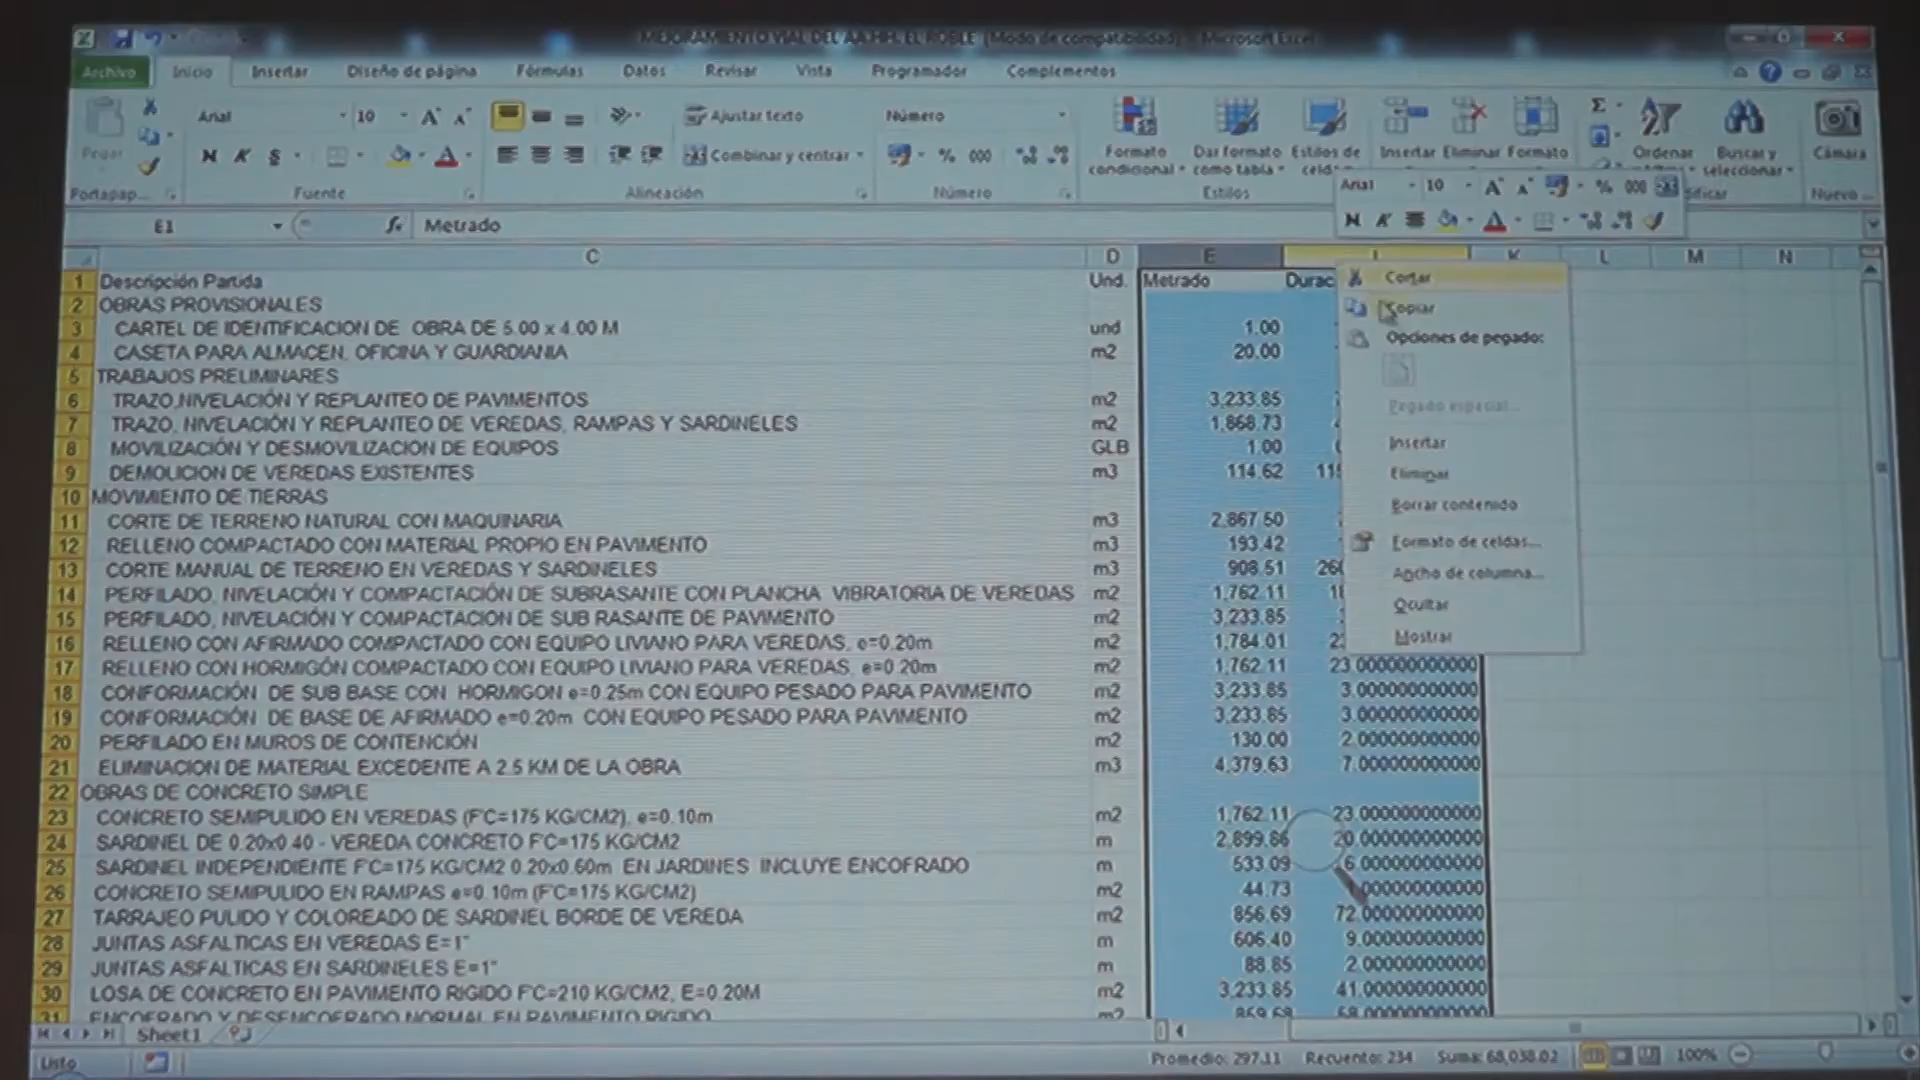 MEJORAMIENTO VIAL DEL AA.HH. EL ROBLE [Modo de compatibilidad] - Microsoft Excel
Archivo Inicio Insertar Diseño de página Fórmulas Datos Revisar Vista Programador Complementos
Arial 10 Ajustar texto Número
Pegar N K S Combinar y centrar % 000 Formato condicional Dar formato como tabla Estilos de Insertar Eliminar Formato Ordenar Buscar y seleccionar Cámara
Portapap... Fuente Alineación Número Estilos Nuevo ...
Arial 10 A A % 000
N K A
E1 fx Metrado
C D E K L M N
1 Descripción Partida Und. Metrado Durac
2 OBRAS PROVISIONALES
3 CARTEL DE IDENTIFICACION DE OBRA DE 5.00 x 4.00 M und 1.00
4 CASETA PARA ALMACEN, OFICINA Y GUARDIANIA m2 20.00
5 TRABAJOS PRELIMINARES
6 TRAZO,NIVELACIÓN Y REPLANTEO DE PAVIMENTOS m2 3,233.85
7 TRAZO, NIVELACIÓN Y REPLANTEO DE VEREDAS, RAMPAS Y SARDINELES m2 1,868.73
8 MOVILIZACIÓN Y DESMOVILIZACION DE EQUIPOS GLB 1.00
9 DEMOLICION DE VEREDAS EXISTENTES m3 114.62
10 MOVIMIENTO DE TIERRAS
11 CORTE DE TERRENO NATURAL CON MAQUINARIA m3 2,867.50
12 RELLENO COMPACTADO CON MATERIAL PROPIO EN PAVIMENTO m3 193.42
13 CORTE MANUAL DE TERRENO EN VEREDAS Y SARDINELES m3 908.51
14 PERFILADO, NIVELACIÓN Y COMPACTACIÓN DE SUBRASANTE CON PLANCHA VIBRATORIA DE VEREDAS m2 1,762.11
15 PERFILADO, NIVELACIÓN Y COMPACTACION DE SUB RASANTE DE PAVIMENTO m2 3,233.85
16 RELLENO CON AFIRMADO COMPACTADO CON EQUIPO LIVIANO PARA VEREDAS, e=0.20m m2 1,784.01
17 RELLENO CON HORMIGÓN COMPACTADO CON EQUIPO LIVIANO PARA VEREDAS, e=0.20m m2 1,762.11 23.000000000000
18 CONFORMACIÓN DE SUB BASE CON HORMIGON e=0.25m CON EQUIPO PESADO PARA PAVIMENTO m2 3,233.85 3.000000000000
19 CONFORMACIÓN DE BASE DE AFIRMADO e=0.20m CON EQUIPO PESADO PARA PAVIMENTO m2 3,233.85 3.000000000000
20 PERFILADO EN MUROS DE CONTENCIÓN m2 130.00 2.000000000000
21 ELIMINACION DE MATERIAL EXCEDENTE A 2.5 KM DE LA OBRA m3 4,379.63 7.000000000000
22 OBRAS DE CONCRETO SIMPLE
23 CONCRETO SEMIPULIDO EN VEREDAS (F'C=175 KG/CM2), e=0.10m m2 1,762.11 23.000000000000
24 SARDINEL DE 0.20x0.40 - VEREDA CONCRETO F'C=175 KG/CM2 m 2,899.86 20.000000000000
25 SARDINEL INDEPENDIENTE F'C=175 KG/CM2 0.20x0.60m EN JARDINES INCLUYE ENCOFRADO m 533.09 6.000000000000
26 CONCRETO SEMIPULIDO EN RAMPAS e=0.10m (F'C=175 KG/CM2) m2 44.73
27 TARRAJEO PULIDO Y COLOREADO DE SARDINEL BORDE DE VEREDA m2 856.69 72.000000000000
28 JUNTAS ASFALTICAS EN VEREDAS E=1" m 606.40 9.000000000000
29 JUNTAS ASFALTICAS EN SARDINELES E=1" m 88.85 2.000000000000
30 LOSA DE CONCRETO EN PAVIMENTO RIGIDO F'C=210 KG/CM2, E=0.20M m2 3,233.85 41.000000000000
31 ENCOFRADO Y DESENCOFRADO NORMAL EN PAVIMENTO RIGIDO m2 859.68 68.000000000000
Cortar
Copiar
Opciones de pegado:
Pegado especial...
Insertar
Eliminar
Borrar contenido
Formato de celdas...
Ancho de columna...
Ocultar
Mostrar
Sheet1
Listo Promedio: 297.11 Recuento: 234 Suma: 68,038.02 100%